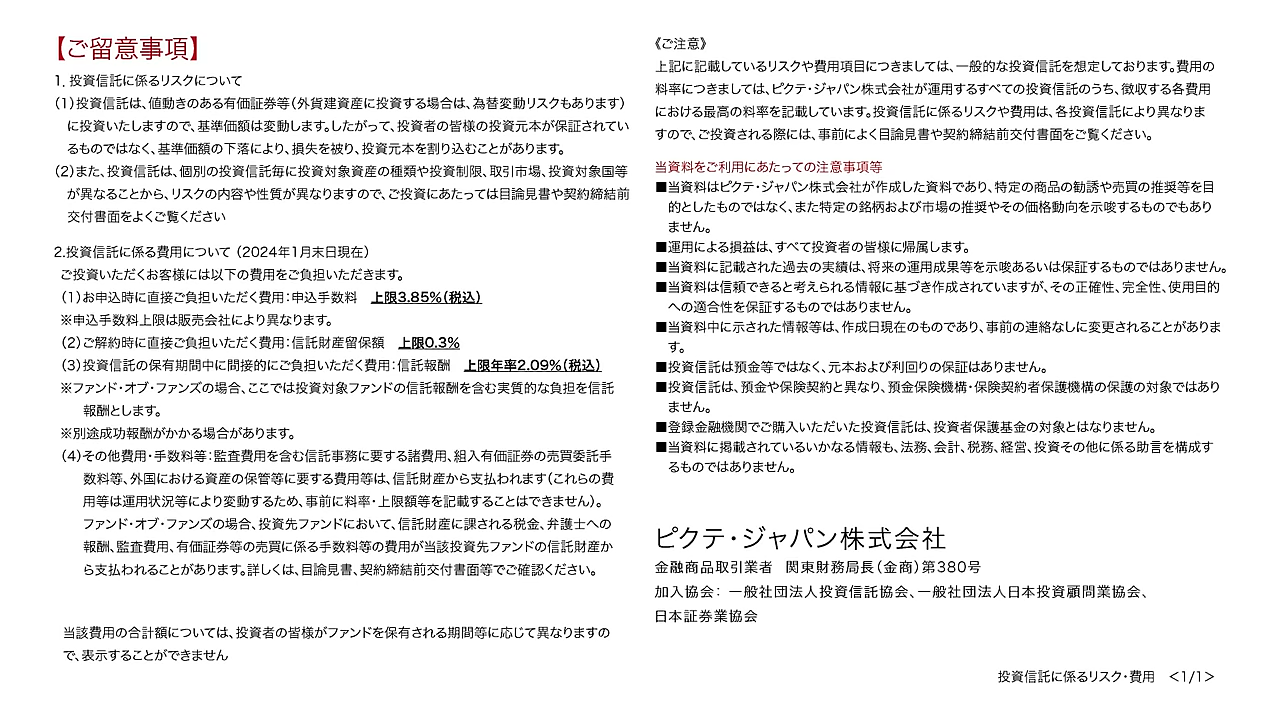 【ご留意事項】
1. 投資信託に係るリスクについて
(1)投資信託は、値動きのある有価証券等(外貨建資産に投資する場合は、為替変動リスクもあります)
に投資いたしますので、基準価額は変動します。したがって、投資者の皆様の投資元本が保証されてい
るものではなく、基準価額の下落により、損失を被り、投資元本を割り込むことがあります。
(2)また、投資信託は、個別の投資信託毎に投資対象資産の種類や投資制限、取引市場、投資対象国等
が異なることから、リスクの内容や性質が異なりますので、ご投資にあたっては目論見書や契約締結前
交付書面をよくご覧ください
2.投資信託に係る費用について (2024年1月末日現在)
ご投資いただくお客様には以下の費用をご負担いただきます。
(1)お申込時に直接ご負担いただく費用:申込手数料 上限3.85%(税込)
※申込手数料上限は販売会社により異なります。
(2)ご解約時に直接ご負担いただく費用:信託財産留保額 上限0.3%
(3)投資信託の保有期間中に間接的にご負担いただく費用:信託報酬 上限年率2.09%(税込)
※ファンド・オブ・ファンズの場合、ここでは投資対象ファンドの信託報酬を含む実質的な負担を信託
報酬とします。
※別途成功報酬がかかる場合があります。
(4)その他費用・手数料等:監査費用を含む信託事務に要する諸費用、組入有価証券の売買委託手
数料等、外国における資産の保管等に要する費用等は、信託財産から支払われます(これらの費
用等は運用状況等により変動するため、事前に料率・上限額等を記載することはできません)。
ファンド・オブ・ファンズの場合、投資先ファンドにおいて、信託財産に課される税金、弁護士への
報酬、監査費用、有価証券等の売買に係る手数料等の費用が当該投資先ファンドの信託財産か
ら支払われることがあります。詳しくは、目論見書、契約締結前交付書面等でご確認ください。
当該費用の合計額については、投資者の皆様がファンドを保有される期間等に応じて異なりますの
で、表示することができません
《ご注意》
上記に記載しているリスクや費用項目につきましては、一般的な投資信託を想定しております。費用の
料率につきましては、ピクテ・ジャパン株式会社が運用するすべての投資信託のうち、徴収する各費用
における最高の料率を記載しています。投資信託に係るリスクや費用は、各投資信託により異なりま
すので、ご投資される際には、事前によく目論見書や契約締結前交付書面をご覧ください。
当資料をご利用にあたっての注意事項等
■当資料はピクテ・ジャパン株式会社が作成した資料であり、特定の商品の勧誘や売買の推奨等を目
的としたものではなく、また特定の銘柄および市場の推奨やその価格動向を示唆するものでもあり
ません。
■運用による損益は、すべて投資者の皆様に帰属します。
■当資料に記載された過去の実績は、将来の運用成果等を示唆あるいは保証するものではありません。
■当資料は信頼できると考えられる情報に基づき作成されていますが、その正確性、完全性、使用目的
への適合性を保証するものではありません。
■当資料中に示された情報等は、作成日現在のものであり、事前の連絡なしに変更されることがありま
す。
■投資信託は預金等ではなく、元本および利回りの保証はありません。
■投資信託は、預金や保険契約と異なり、預金保険機構・保険契約者保護機構の保護の対象ではあり
ません。
■登録金融機関でご購入いただいた投資信託は、投資者保護基金の対象とはなりません。
■当資料に掲載されているいかなる情報も、法務、会計、税務、経営、投資その他に係る助言を構成す
るものではありません。
ピクテ・ジャパン株式会社
金融商品取引業者 関東財務局長(金商)第380号
加入協会: 一般社団法人投資信託協会、一般社団法人日本投資顧問業協会、
日本証券業協会
投資信託に係るリスク・費用 <1/1>